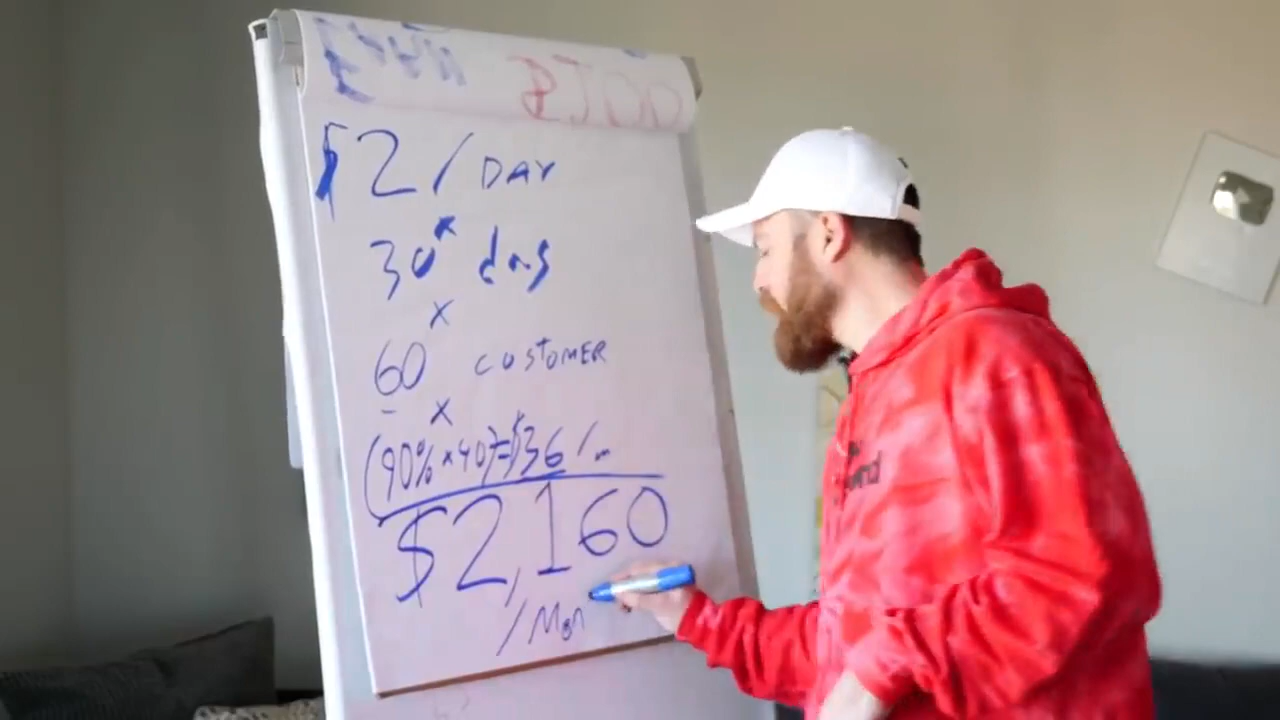 $2 / DAY
x
30 days
x
60 CUSTOMER
x
(90% x 40) = $36 / m
$2,160
/ Mon